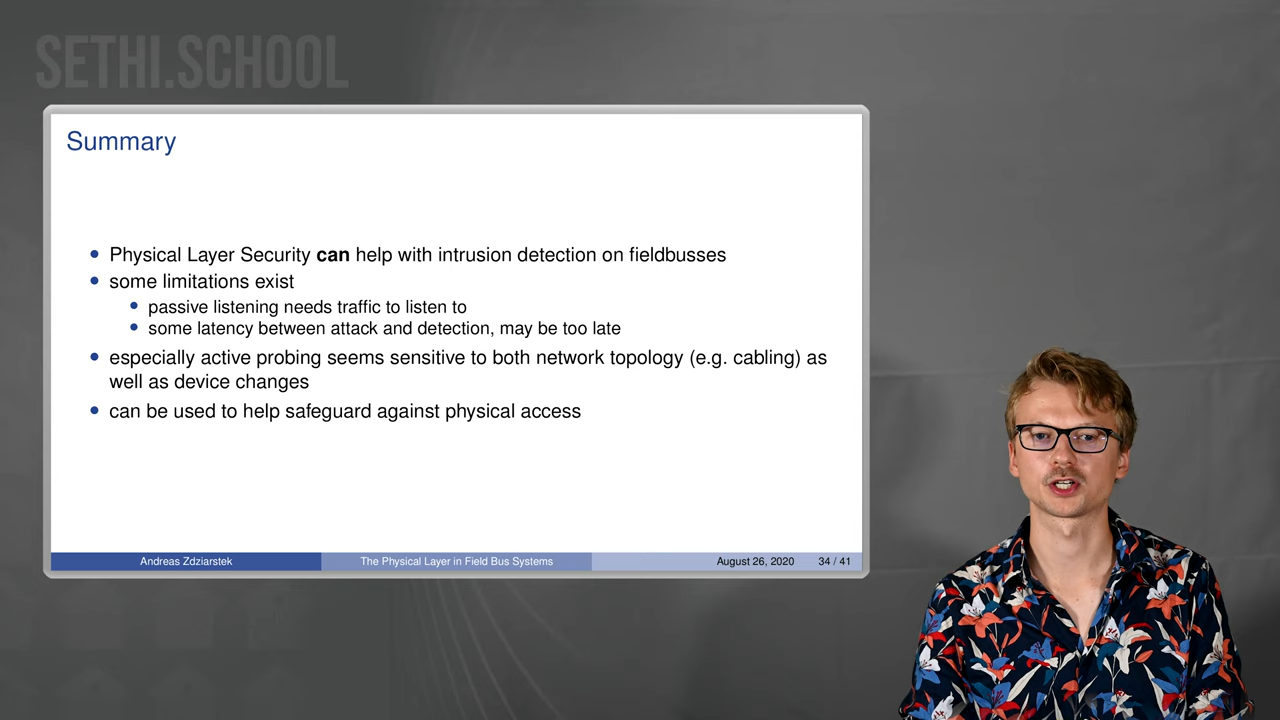 SETHI.SCHOOL
Summary
Physical Layer Security can help with intrusion detection on fieldbusses
some limitations exist
passive listening needs traffic to listen to
some latency between attack and detection, may be too late
especially active probing seems sensitive to both network topology (e.g. cabling) as
well as device changes
can be used to help safeguard against physical access
Andreas Zdziarstek The Physical Layer in Field Bus Systems August 26, 2020 34 / 41